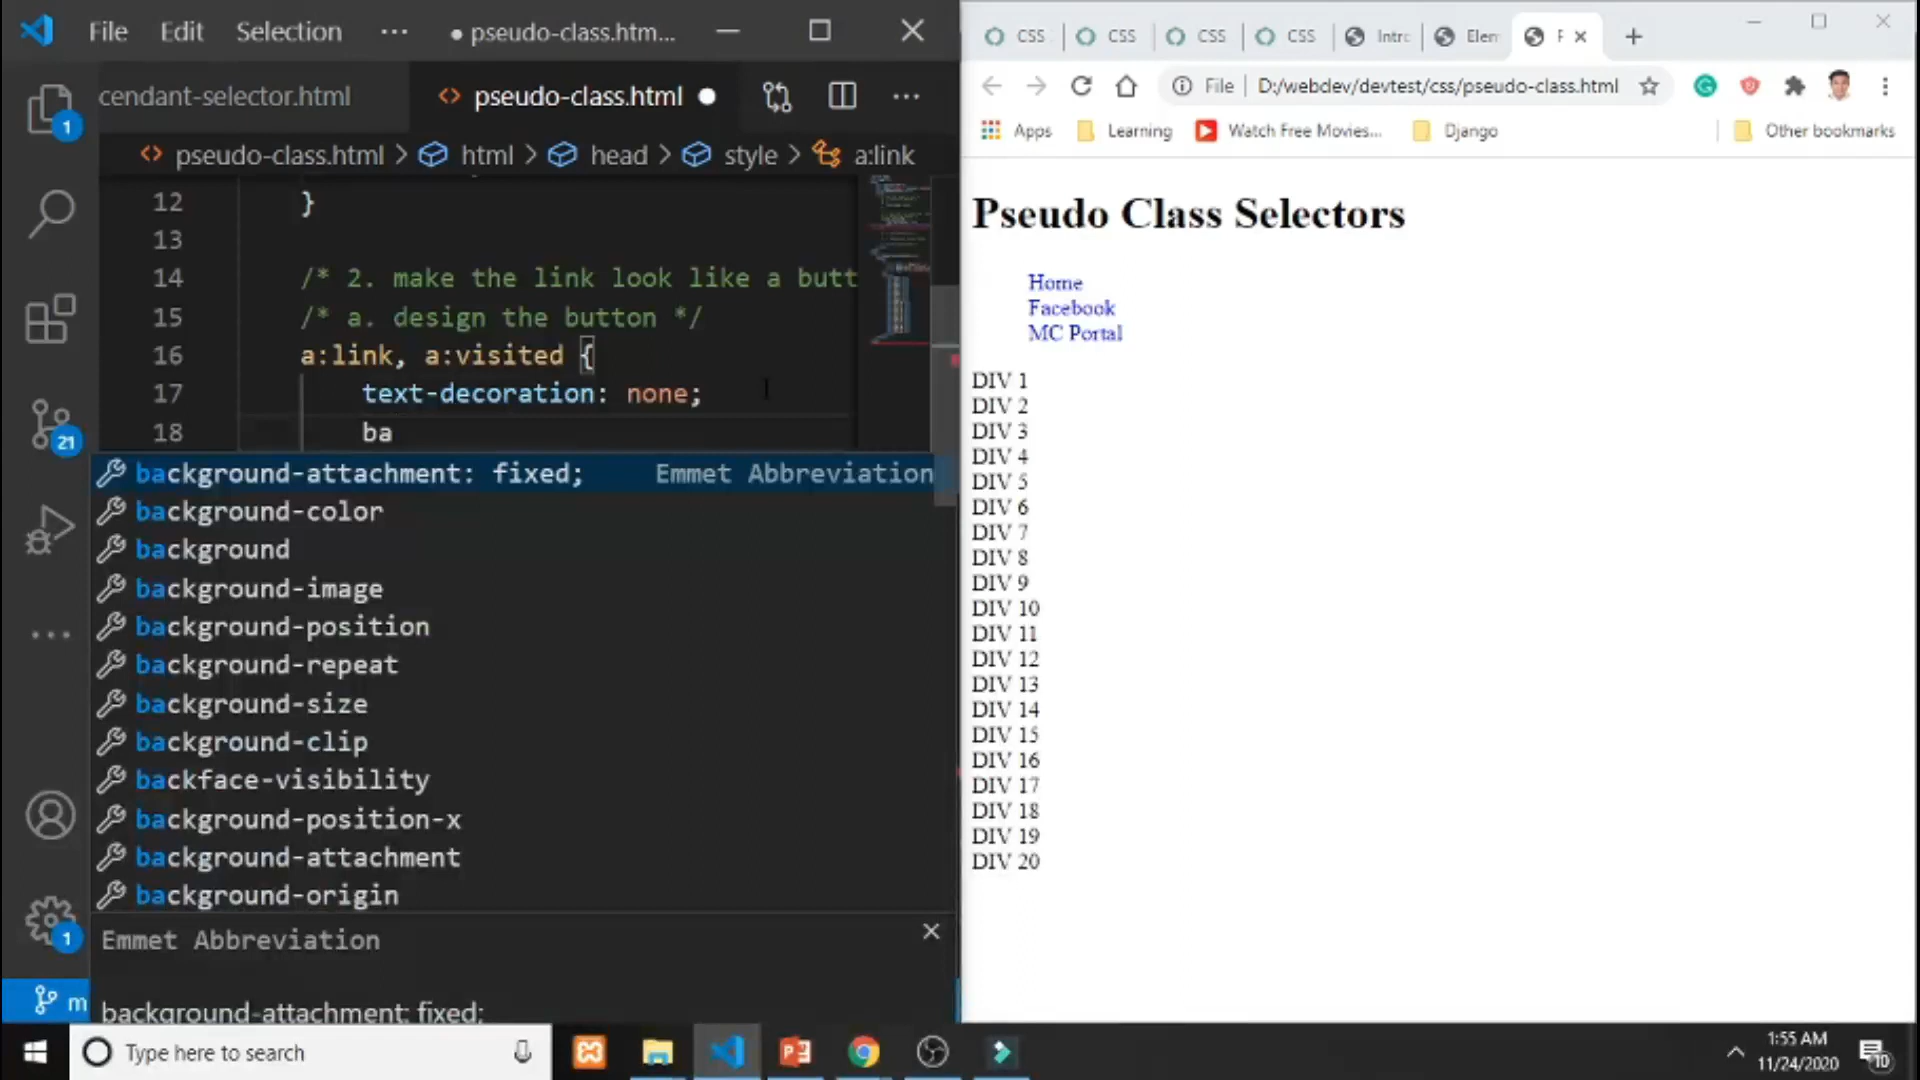 File Edit Selection ··· ● pseudo-class.htm...
cendant-selector.html
<> pseudo-class.html ●
<> pseudo-class.html > html > head > style > a:link
12 }
13
14 /* 2. make the link look like a butt
15 /* a. design the button */
16 a:link, a:visited {
17 text-decoration: none;
18 ba
background-attachment: fixed; Emmet Abbreviation
background-color
background
background-image
background-position
background-repeat
background-size
background-clip
backface-visibility
background-position-x
background-attachment
background-origin
Emmet Abbreviation
background-attachment: fixed;
1
21
1
m
CSS CSS CSS CSS Intr Elem P
File | D:/webdev/devtest/css/pseudo-class.html
Apps Learning Watch Free Movies... Django Other bookmarks
Pseudo Class Selectors
Home
Facebook
MC Portal
DIV 1
DIV 2
DIV 3
DIV 4
DIV 5
DIV 6
DIV 7
DIV 8
DIV 9
DIV 10
DIV 11
DIV 12
DIV 13
DIV 14
DIV 15
DIV 16
DIV 17
DIV 18
DIV 19
DIV 20
Type here to search
1:55 AM
11/24/2020
10